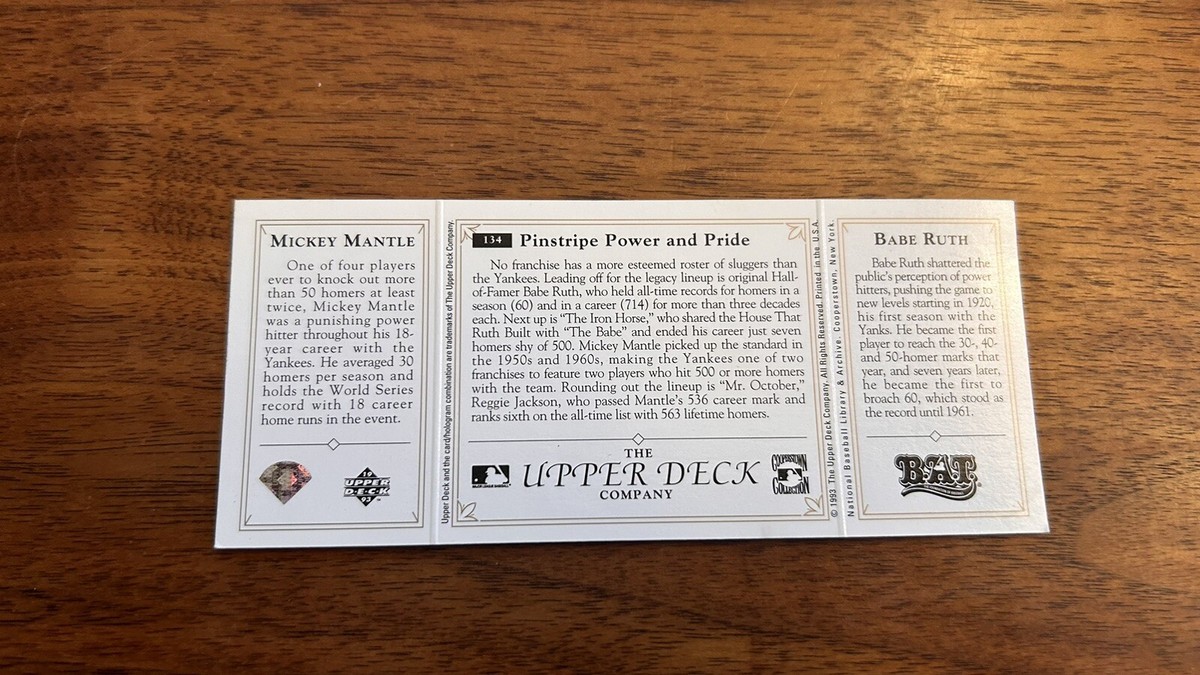 MICKEY MANTLE
One of four players
ever to knock out more
than 50 homers at least
twice, Mickey Mantle
was a punishing power
hitter throughout his 18-
year career with the
Yankees. He averaged 30
homers per season and
holds the World Series
record with 18 career
home runs in the event.
19
UPPER
DECK
93
Upper Deck and the card/hologram combination are trademarks of The Upper Deck Company.
134 Pinstripe Power and Pride
No franchise has a more esteemed roster of sluggers than
the Yankees. Leading off for the legacy lineup is original Hall-
of-Famer Babe Ruth, who held all-time records for homers in a
season (60) and in a career (714) for more than three decades
each. Next up is “The Iron Horse,” who shared the House That
Ruth Built with “The Babe” and ended his career just seven
homers shy of 500. Mickey Mantle picked up the standard in
the 1950s and 1960s, making the Yankees one of two
franchises to feature two players who hit 500 or more homers
with the team. Rounding out the lineup is “Mr. October,”
Reggie Jackson, who passed Mantle’s 536 career mark and
ranks sixth on the all-time list with 563 lifetime homers.
MAJOR LEAGUE BASEBALL
THE
UPPER DECK
COMPANY
COOPERSTOWN
COLLECTION
© 1993 The Upper Deck Company. All Rights Reserved. Printed in the U.S.A.
National Baseball Library & Archive, Cooperstown, New York.
BABE RUTH
Babe Ruth shattered the
public’s perception of power
hitters, pushing the game to
new levels starting in 1920,
his first season with the
Yanks. He became the first
player to reach the 30-, 40-
and 50-homer marks that
year, and seven years later,
he became the first to
broach 60, which stood as
the record until 1961.
B.A.T.